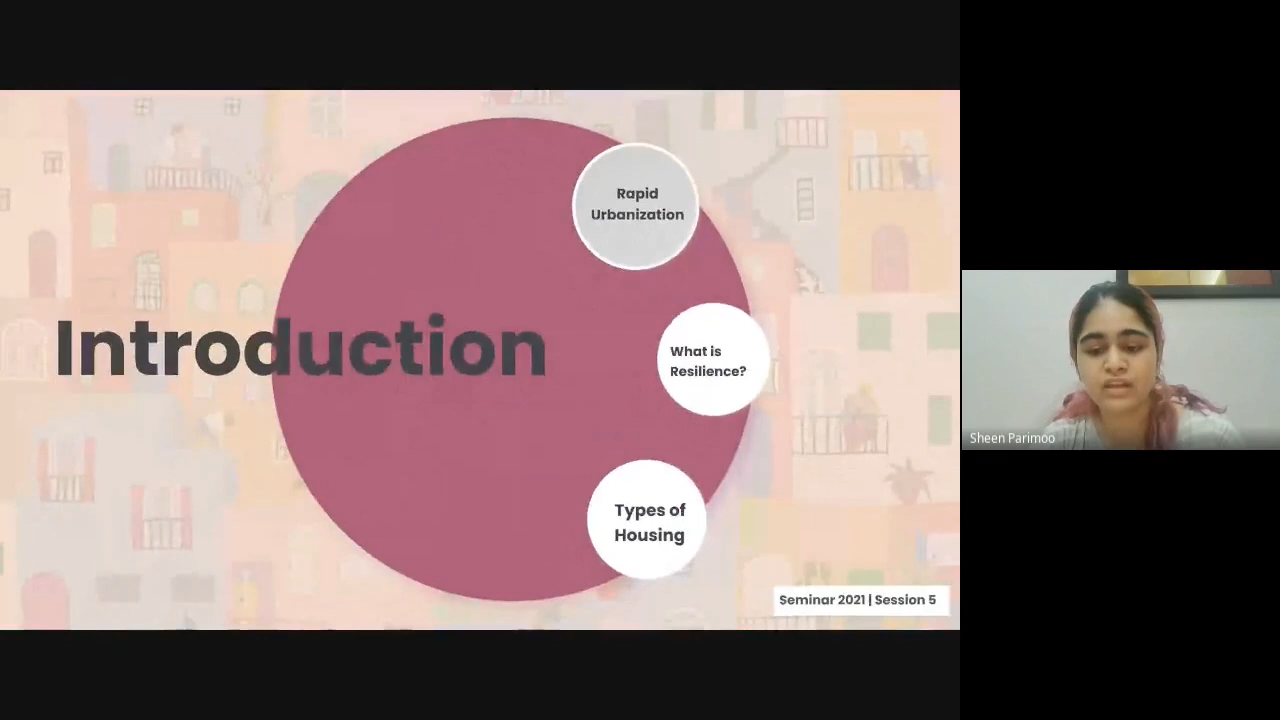 Rapid
Urbanization
Introduction
What is
Resilience?
Types of
Housing
Seminar 2021 | Session 5
Sheen Parimoo